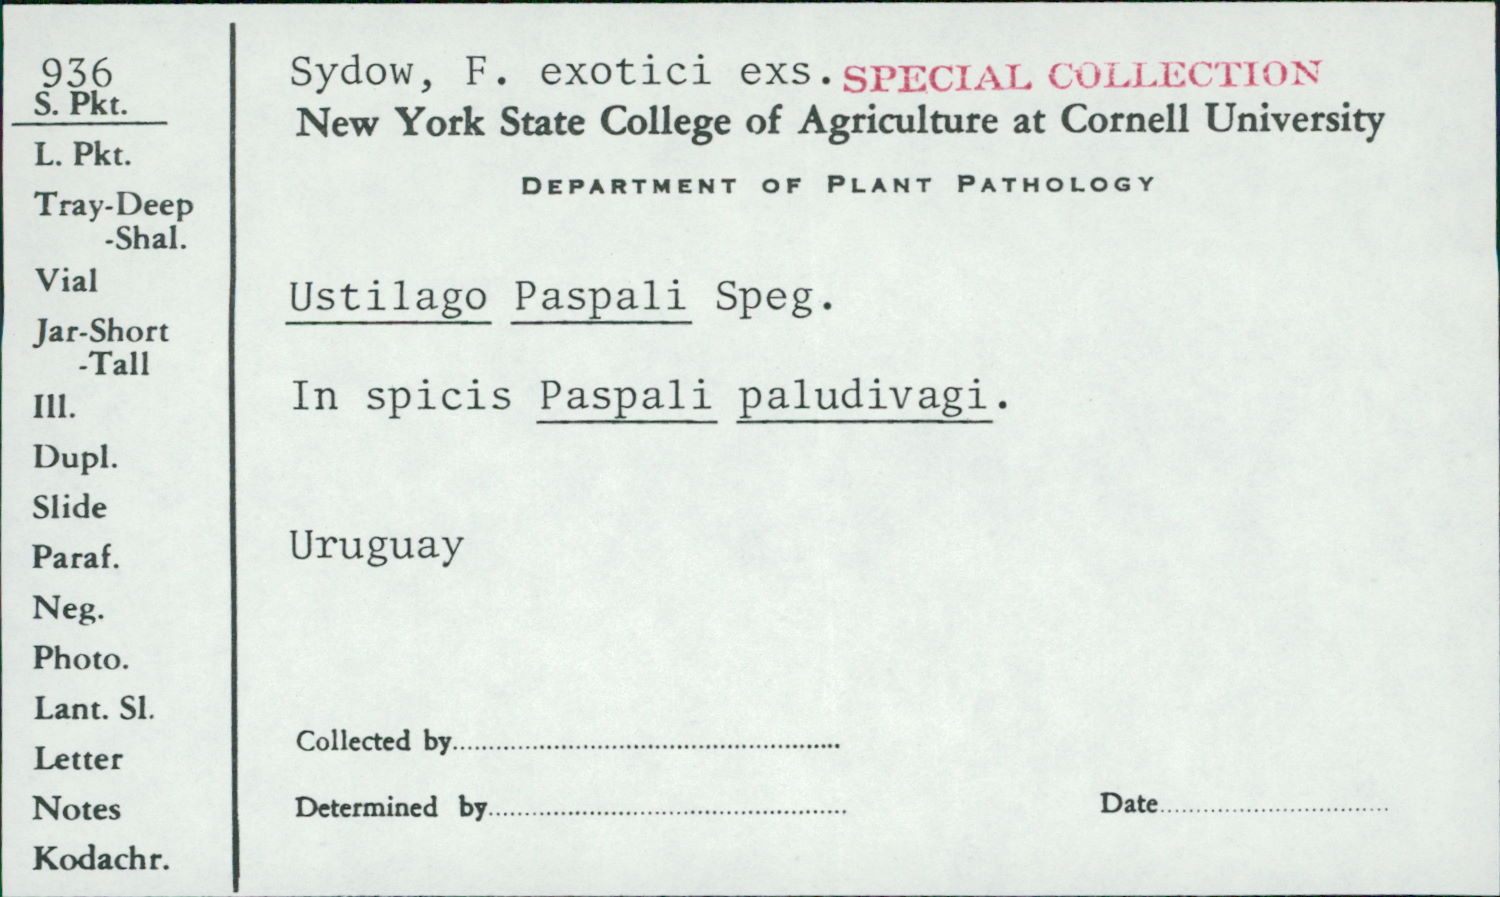 936
S. Pkt.
L. Pkt.
Tray-Deep
-Shal.
Vial
Jar-Short
-Tall
Ill.
Dupl.
Slide
Paraf.
Neg.
Photo.
Lant. Sl.
Letter
Notes
Kodachr.
Sydow, F. exotici exs. SPECIAL COLLECTION
New York State College of Agriculture at Cornell University
DEPARTMENT OF PLANT PATHOLOGY
Ustilago Paspali Speg.
In spicis Paspali paludivagi.
Uruguay
Collected by
Determined by
Date